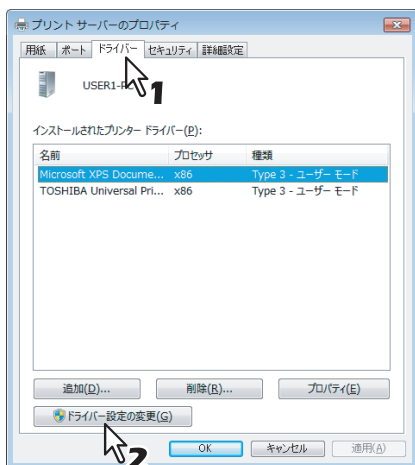 プリント サーバーのプロパティ
用紙 ポート ドライバー セキュリティ 詳細設定
USER1-P
1
インストールされたプリンター ドライバー(P):
名前 プロセッサ 種類
Microsoft XPS Docume... x86 Type 3 - ユーザー モード
TOSHIBA Universal Pri... x86 Type 3 - ユーザー モード
追加(D)... 削除(R)... プロパティ(E)
ドライバー設定の変更(G)
2
OK キャンセル 適用(A)